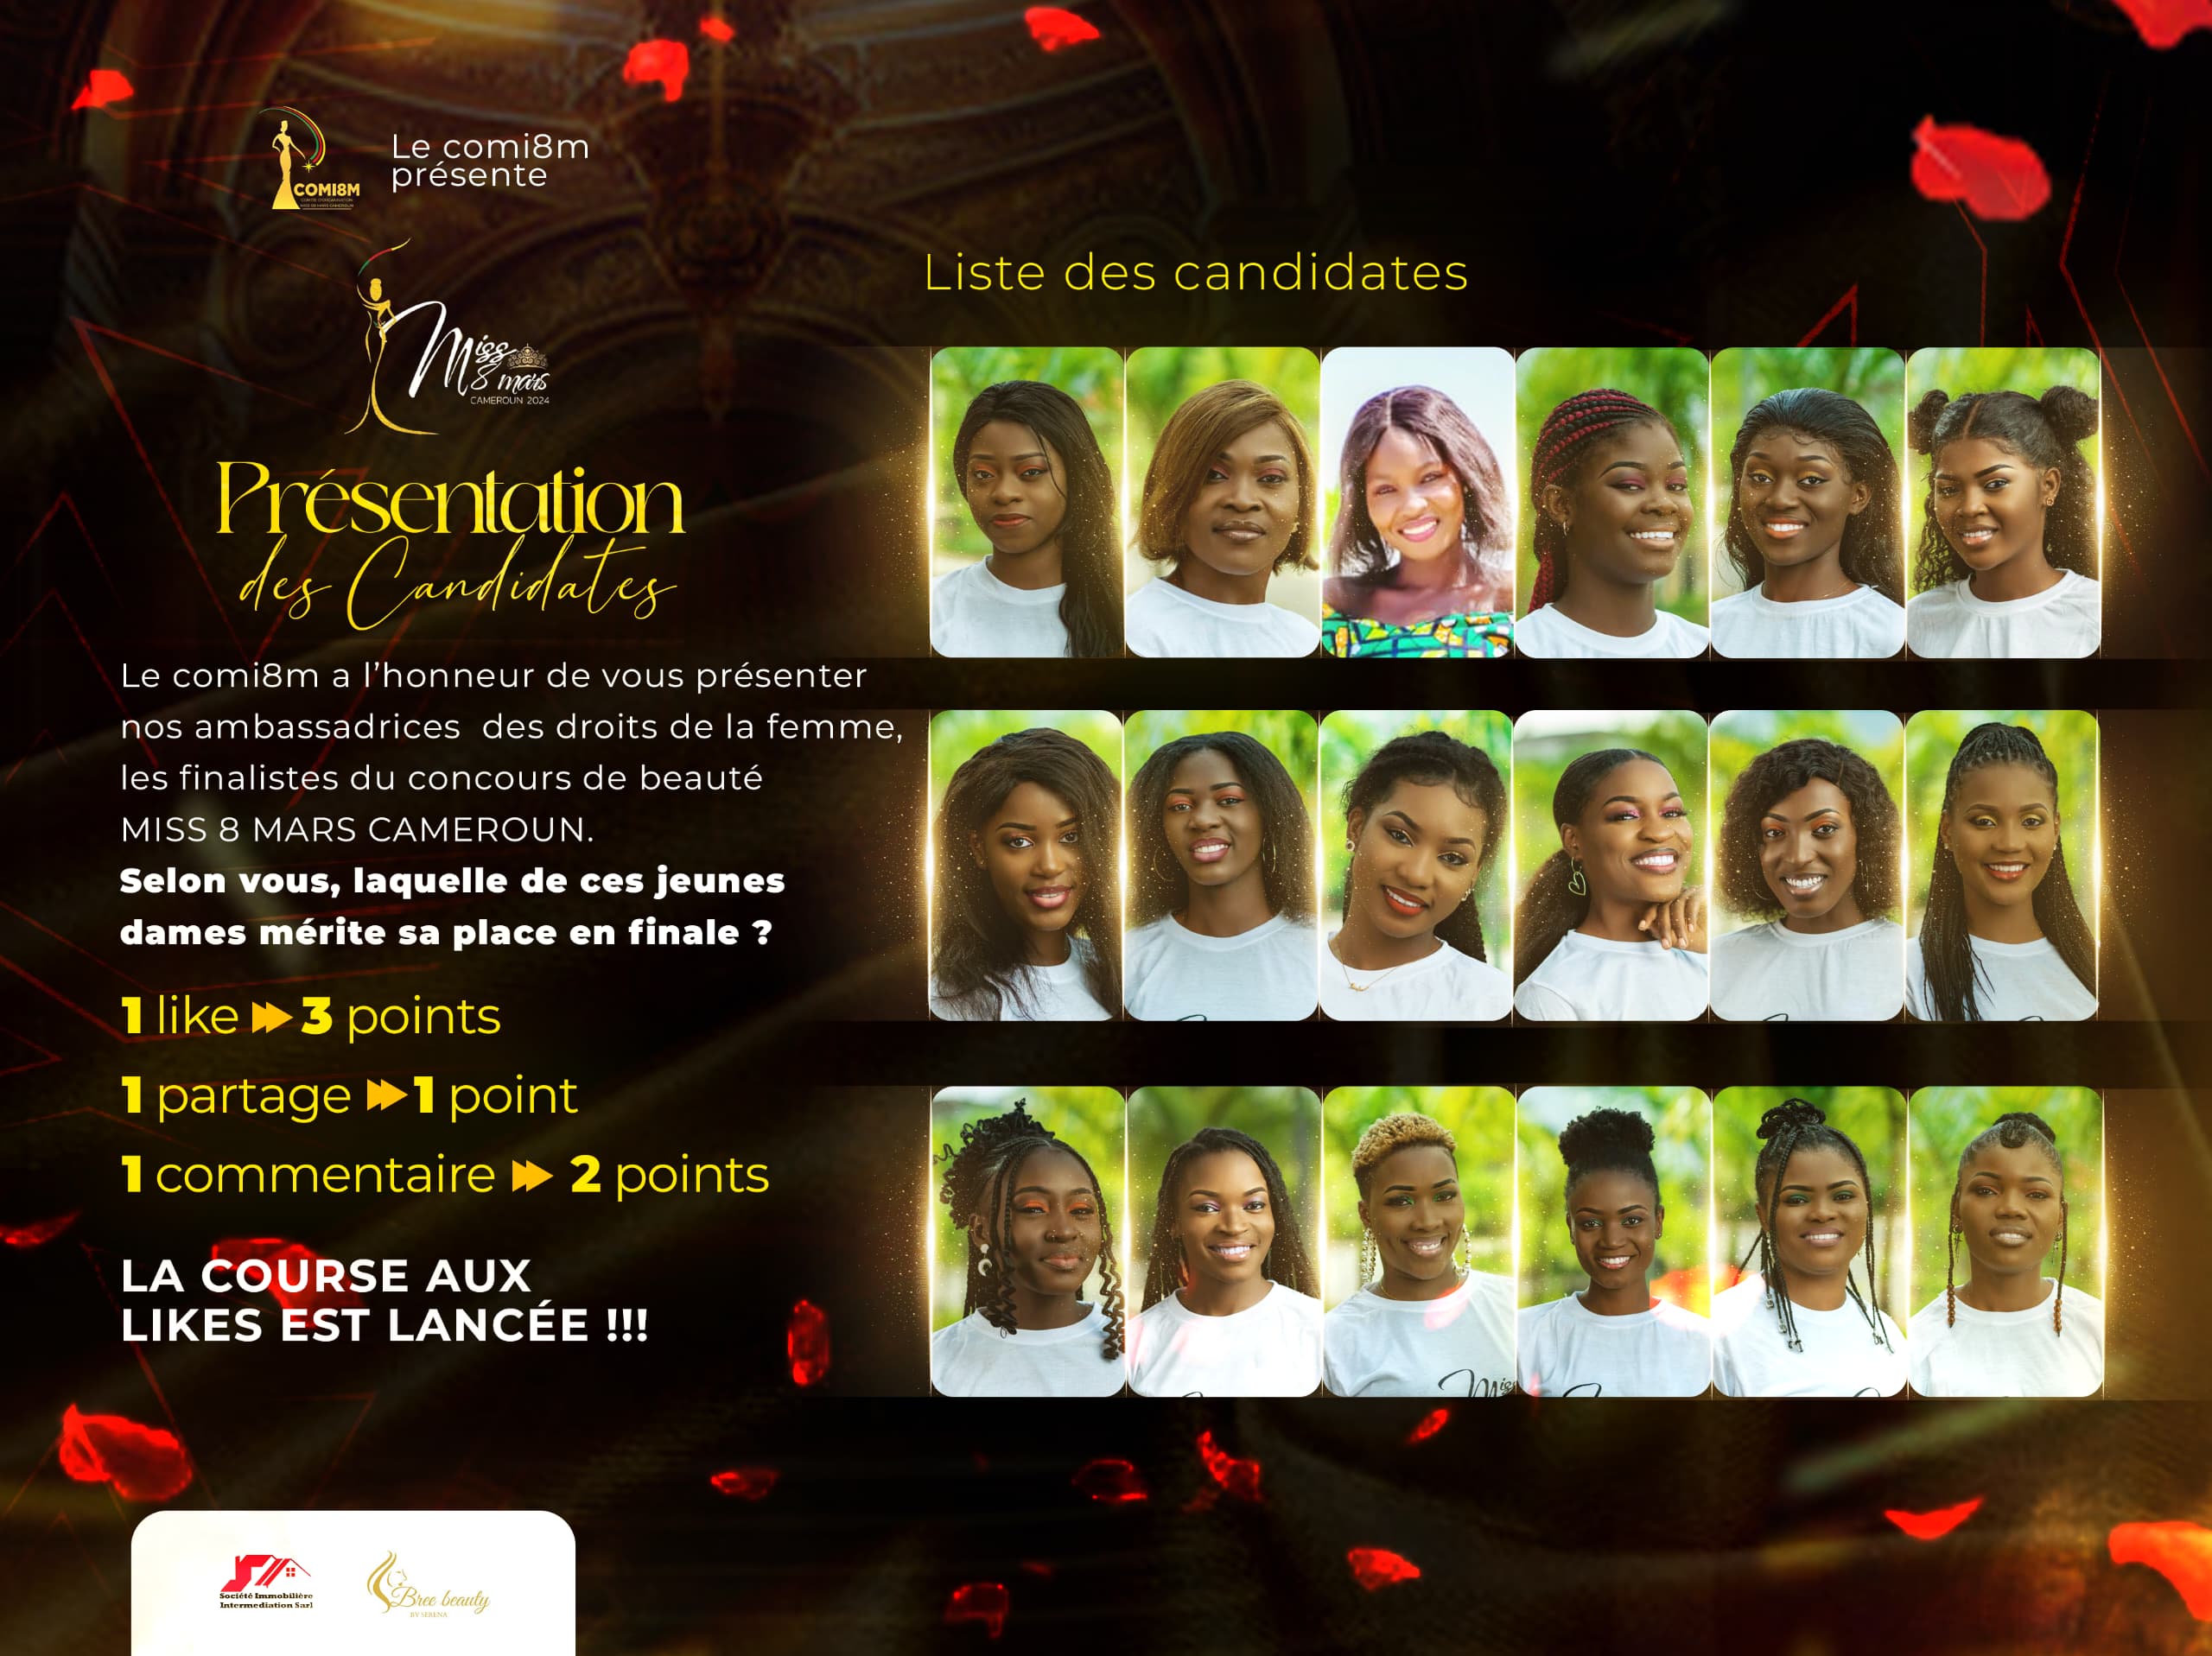 COMI8M
Le comi8m
présente
Miss
8 mars
CAMEROUN 2024
Présentation
des Candidates
Le comi8m a l’honneur de vous présenter
nos ambassadrices des droits de la femme,
les finalistes du concours de beauté
MISS 8 MARS CAMEROUN.
Selon vous, laquelle de ces jeunes
dames mérite sa place en finale ?
1 like 3 points
1 partage 1 point
1 commentaire 2 points
LA COURSE AUX
LIKES EST LANCÉE !!!
Liste des candidates
Miss
Société Immobilière
Intermediation Sarl
Bree beauty
BY SERENA